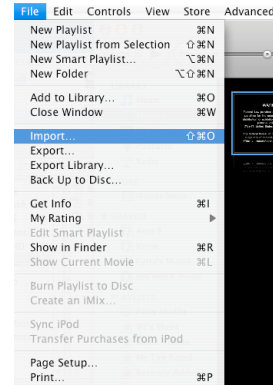 File Edit Controls View Store Advanced
New Playlist ⌘N
New Playlist from Selection ⇧⌘N
New Smart Playlist... ⌥⌘N
New Folder ⌥⇧⌘N
Add to Library... ⌘O
Close Window ⌘W
Import... ⇧⌘O
Export...
Export Library...
Back Up to Disc...
Get Info ⌘I
My Rating ▶
Edit Smart Playlist
Show in Finder ⌘R
Show Current Movie ⌘L
Burn Playlist to Disc
Create an iMix...
Sync iPod
Transfer Purchases from iPod
Page Setup...
Print... ⌘P